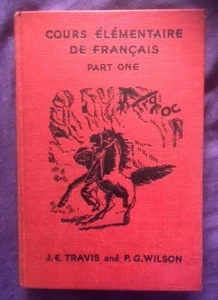 COURS ÉLÉMENTAIRE
DE FRANÇAIS
PART ONE
J.E. TRAVIS and P.G. WILSON